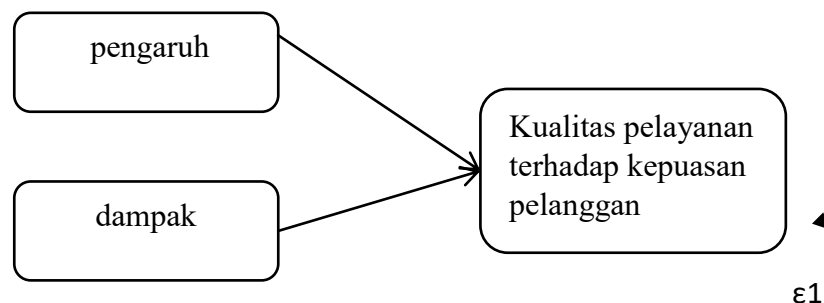 pengaruh
dampak
Kualitas pelayanan
terhadap kepuasan
pelanggan
ε1